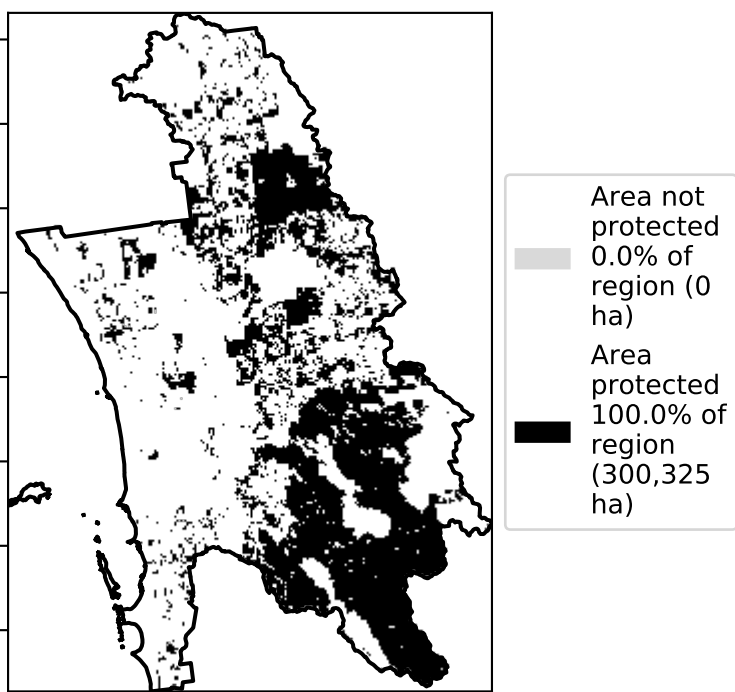 Area not
protected
0.0% of
region (0
ha)
Area
protected
100.0% of
region
(300,325
ha)